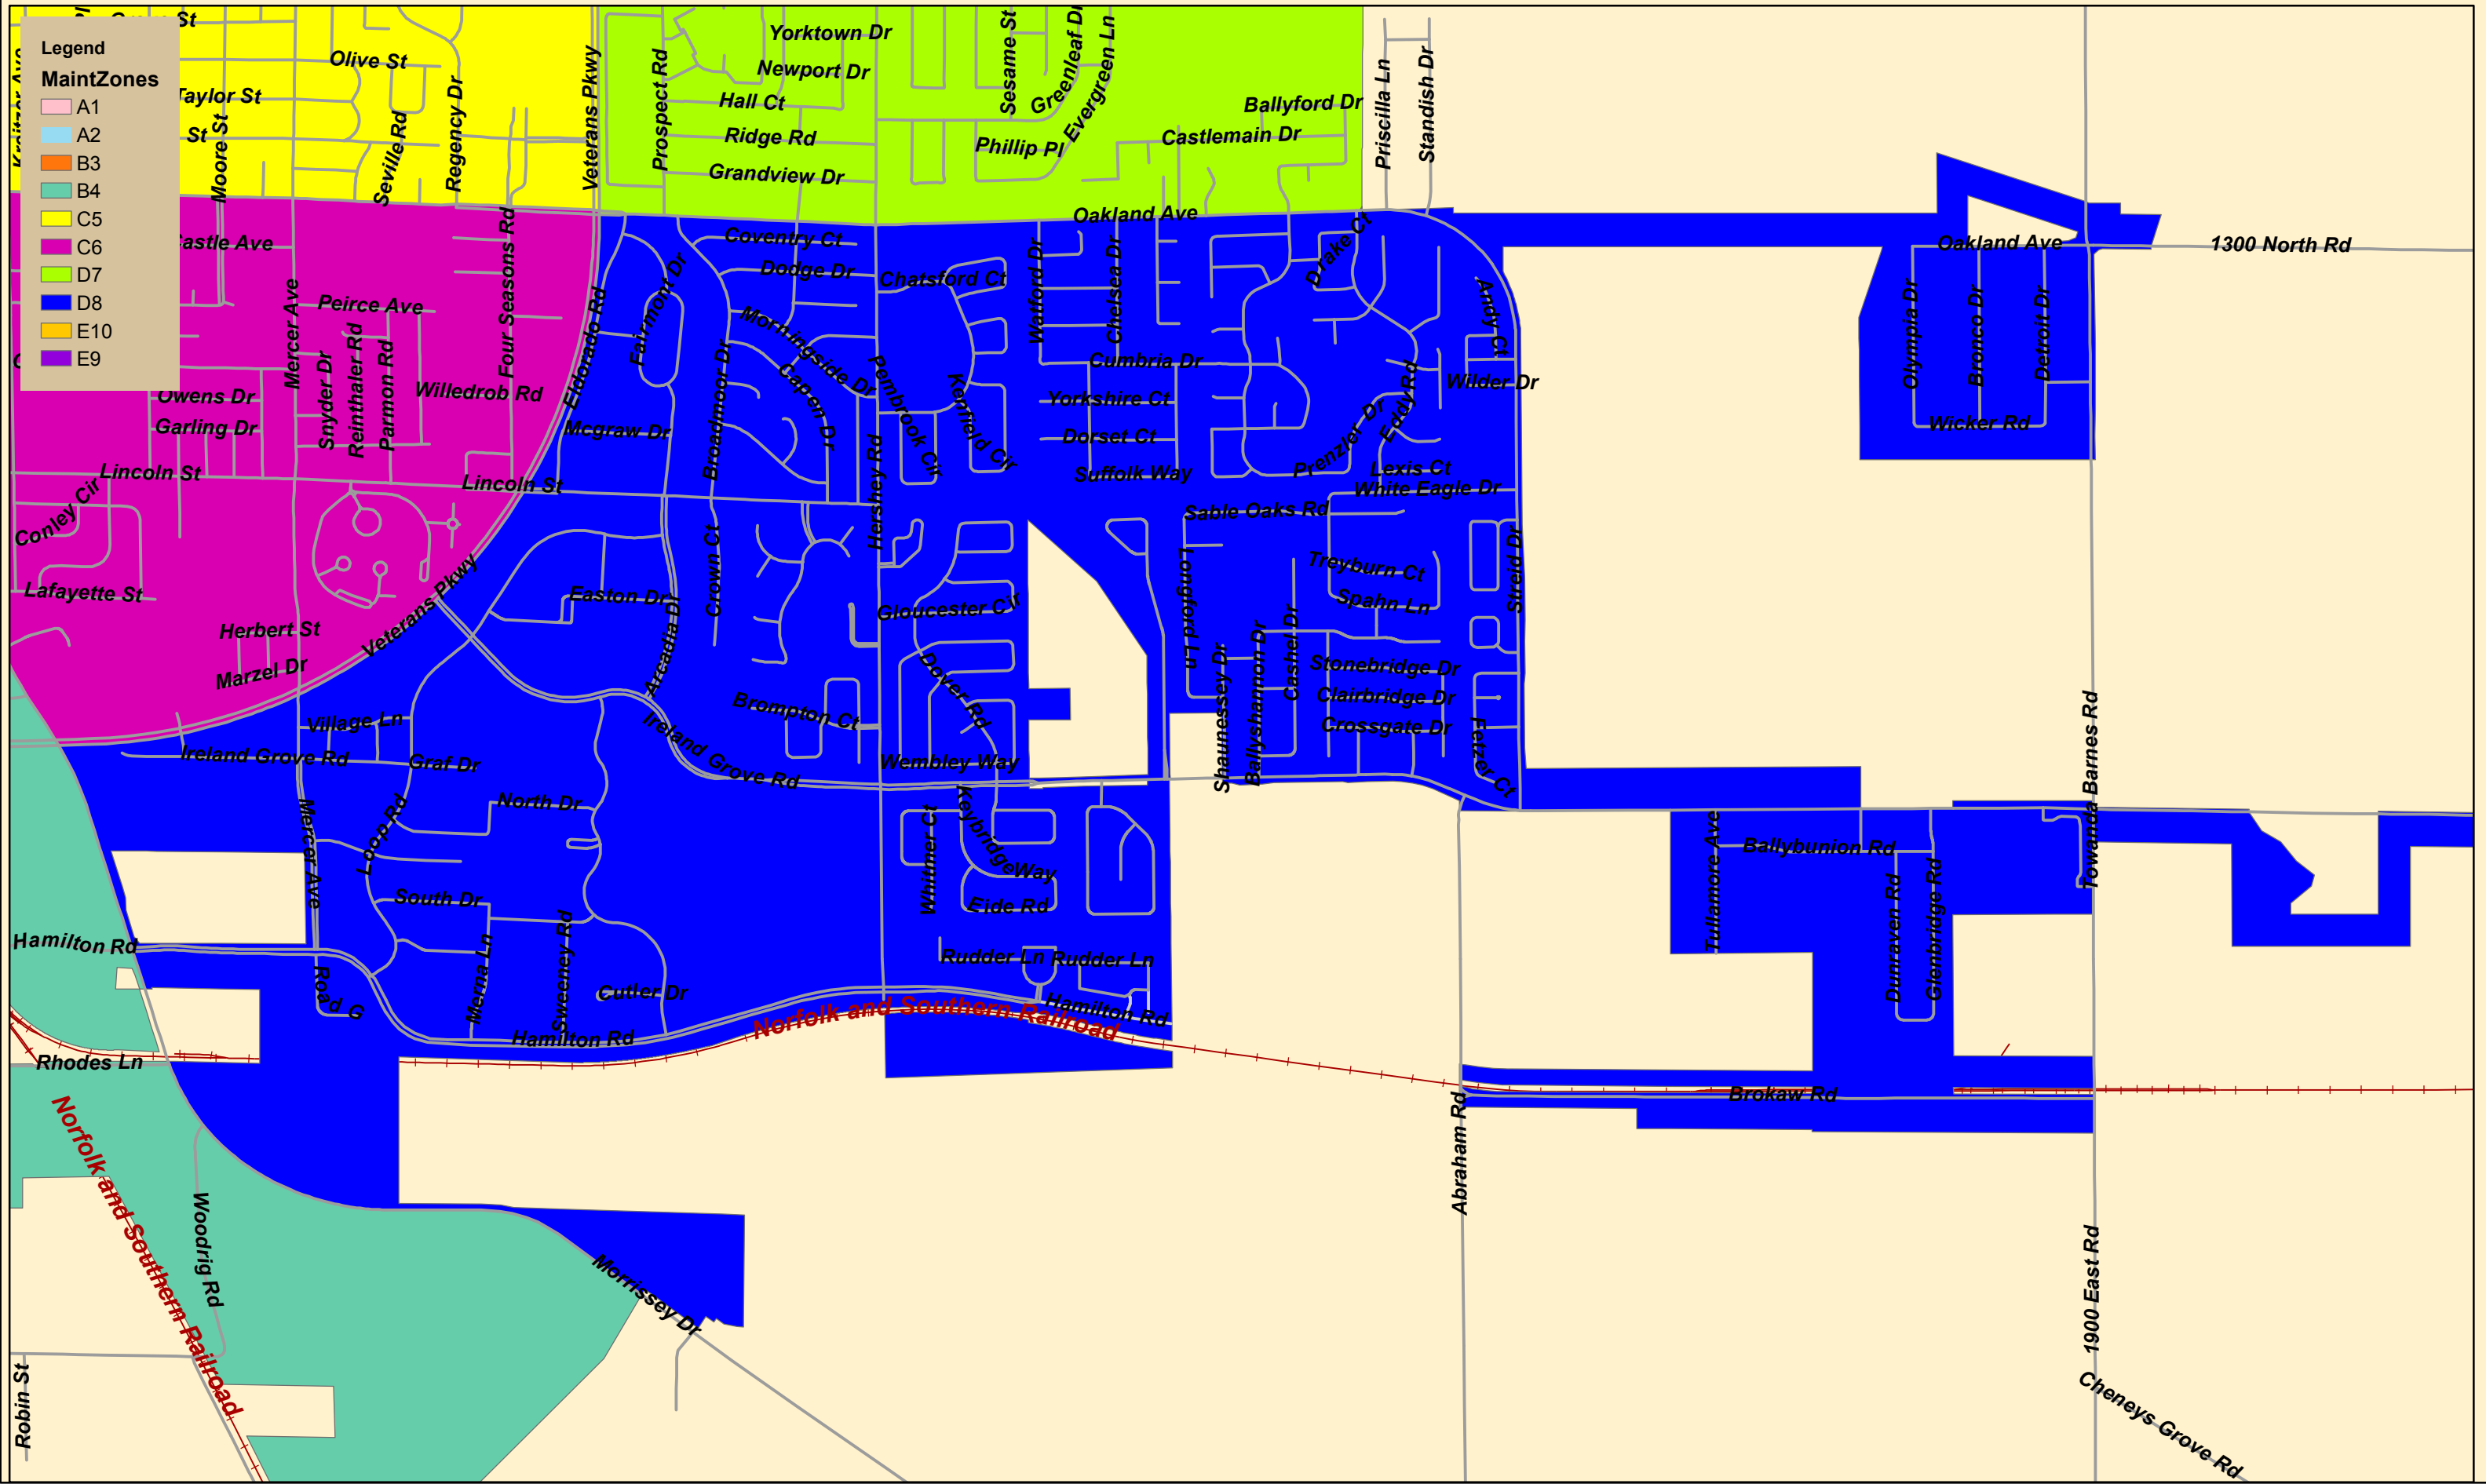 Legend
MaintZones
A1
A2
B3
B4
C5
C6
D7
D8
E10
E9
St
Olive St
Taylor St
St
Moore St
Seville Rd
Regency Dr
Veterans Pkwy
Prospect Rd
Yorktown Dr
Newport Dr
Hall Ct
Ridge Rd
Grandview Dr
Sesame St
Greenleaf Dr
Evergreen Ln
Phillip Pl
Ballyford Dr
Castlemain Dr
Priscilla Ln
Standish Dr
Oakland Ave
Castle Ave
Mercer Ave
Peirce Ave
Snyder Dr
Reinthaler Rd
Parmon Rd
Four Seasons Rd
Willedrob Rd
Owens Dr
Garling Dr
Lincoln St
Lincoln St
Conley Cir
Lafayette St
Herbert St
Marzel Dr
Veterans Pkwy
Eldorado Rd
Fairmont Dr
Mcgraw Dr
Broadmoor Dr
Coventry Ct
Dodge Dr
Morningside Dr
Capen Dr
Chatsford Ct
Pembrook Cir
Kenfield Cir
Hershey Rd
Watford Dr
Chelsea Dr
Cumbria Dr
Yorkshire Ct
Dorset Ct
Suffolk Way
Drake Ct
Andy Ct
Wilder Dr
Eddy Rd
Prenzler Dr
Lexis Ct
White Eagle Dr
Sable Oaks Rd
Treyburn Ct
Spahn Ln
Streid Dr
Longford Ln
Shaunessey Dr
Ballyshannon Dr
Cashel Dr
Stonebridge Dr
Clairbridge Dr
Crossgate Dr
Fetzer Ct
Oakland Ave
1300 North Rd
Olympia Dr
Bronco Dr
Detroit Dr
Wicker Rd
Easton Dr
Crown Ct
Arcadia Dr
Gloucester Cir
Dover Rd
Brompton Ct
Wembley Way
Ireland Grove Rd
Village Ln
Ireland Grove Rd
Graf Dr
North Dr
Loop Rd
Mercer Ave
South Dr
Merna Ln
Sweeney Rd
Cutler Dr
Hamilton Rd
Road G
Hamilton Rd
Whitmer Ct
Keybridge Way
Eide Rd
Rudder Ln
Rudder Ln
Hamilton Rd
Norfolk and Southern Railroad
Rhodes Ln
Norfolk and Southern Railroad
Woodrig Rd
Morrissey Dr
Robin St
Abraham Rd
Brokaw Rd
Tullamore Ave
Ballybunion Rd
Dunraven Rd
Glenbridge Rd
Towanda Barnes Rd
1900 East Rd
Cheneys Grove Rd